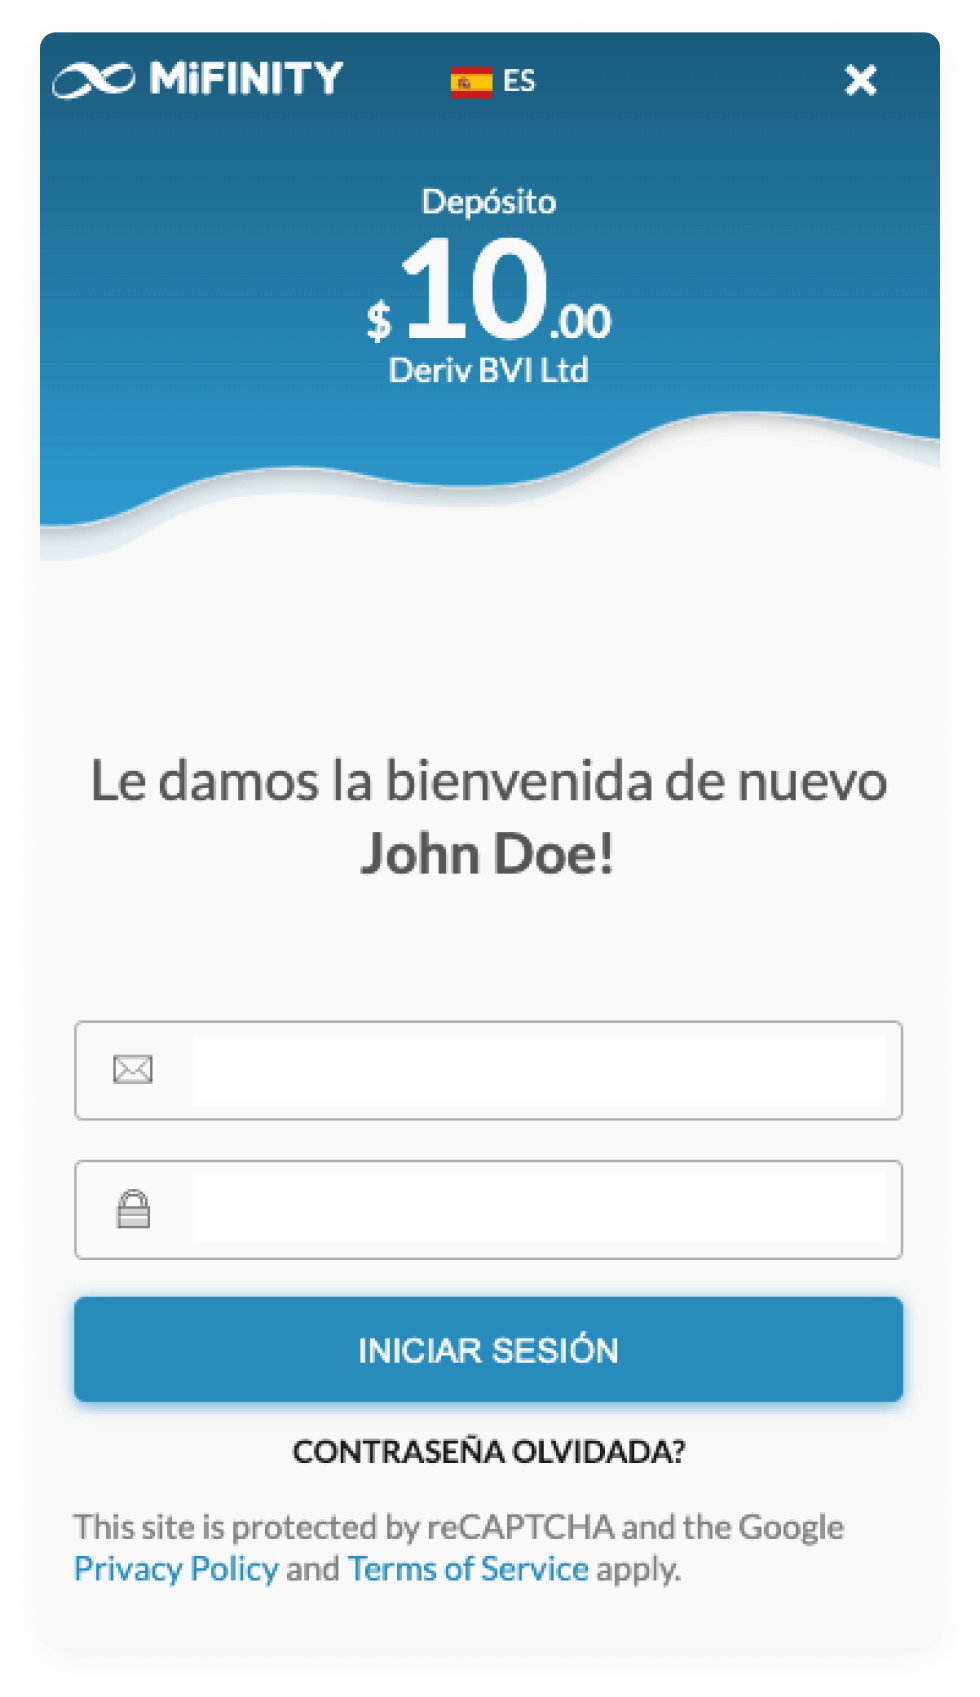 MiFINITY
ES
Depósito
$10.00
Deriv BVI Ltd
Le damos la bienvenida de nuevo
John Doe!
INICIAR SESIÓN
CONTRASEÑA OLVIDADA?
This site is protected by reCAPTCHA and the Google
Privacy Policy and Terms of Service apply.